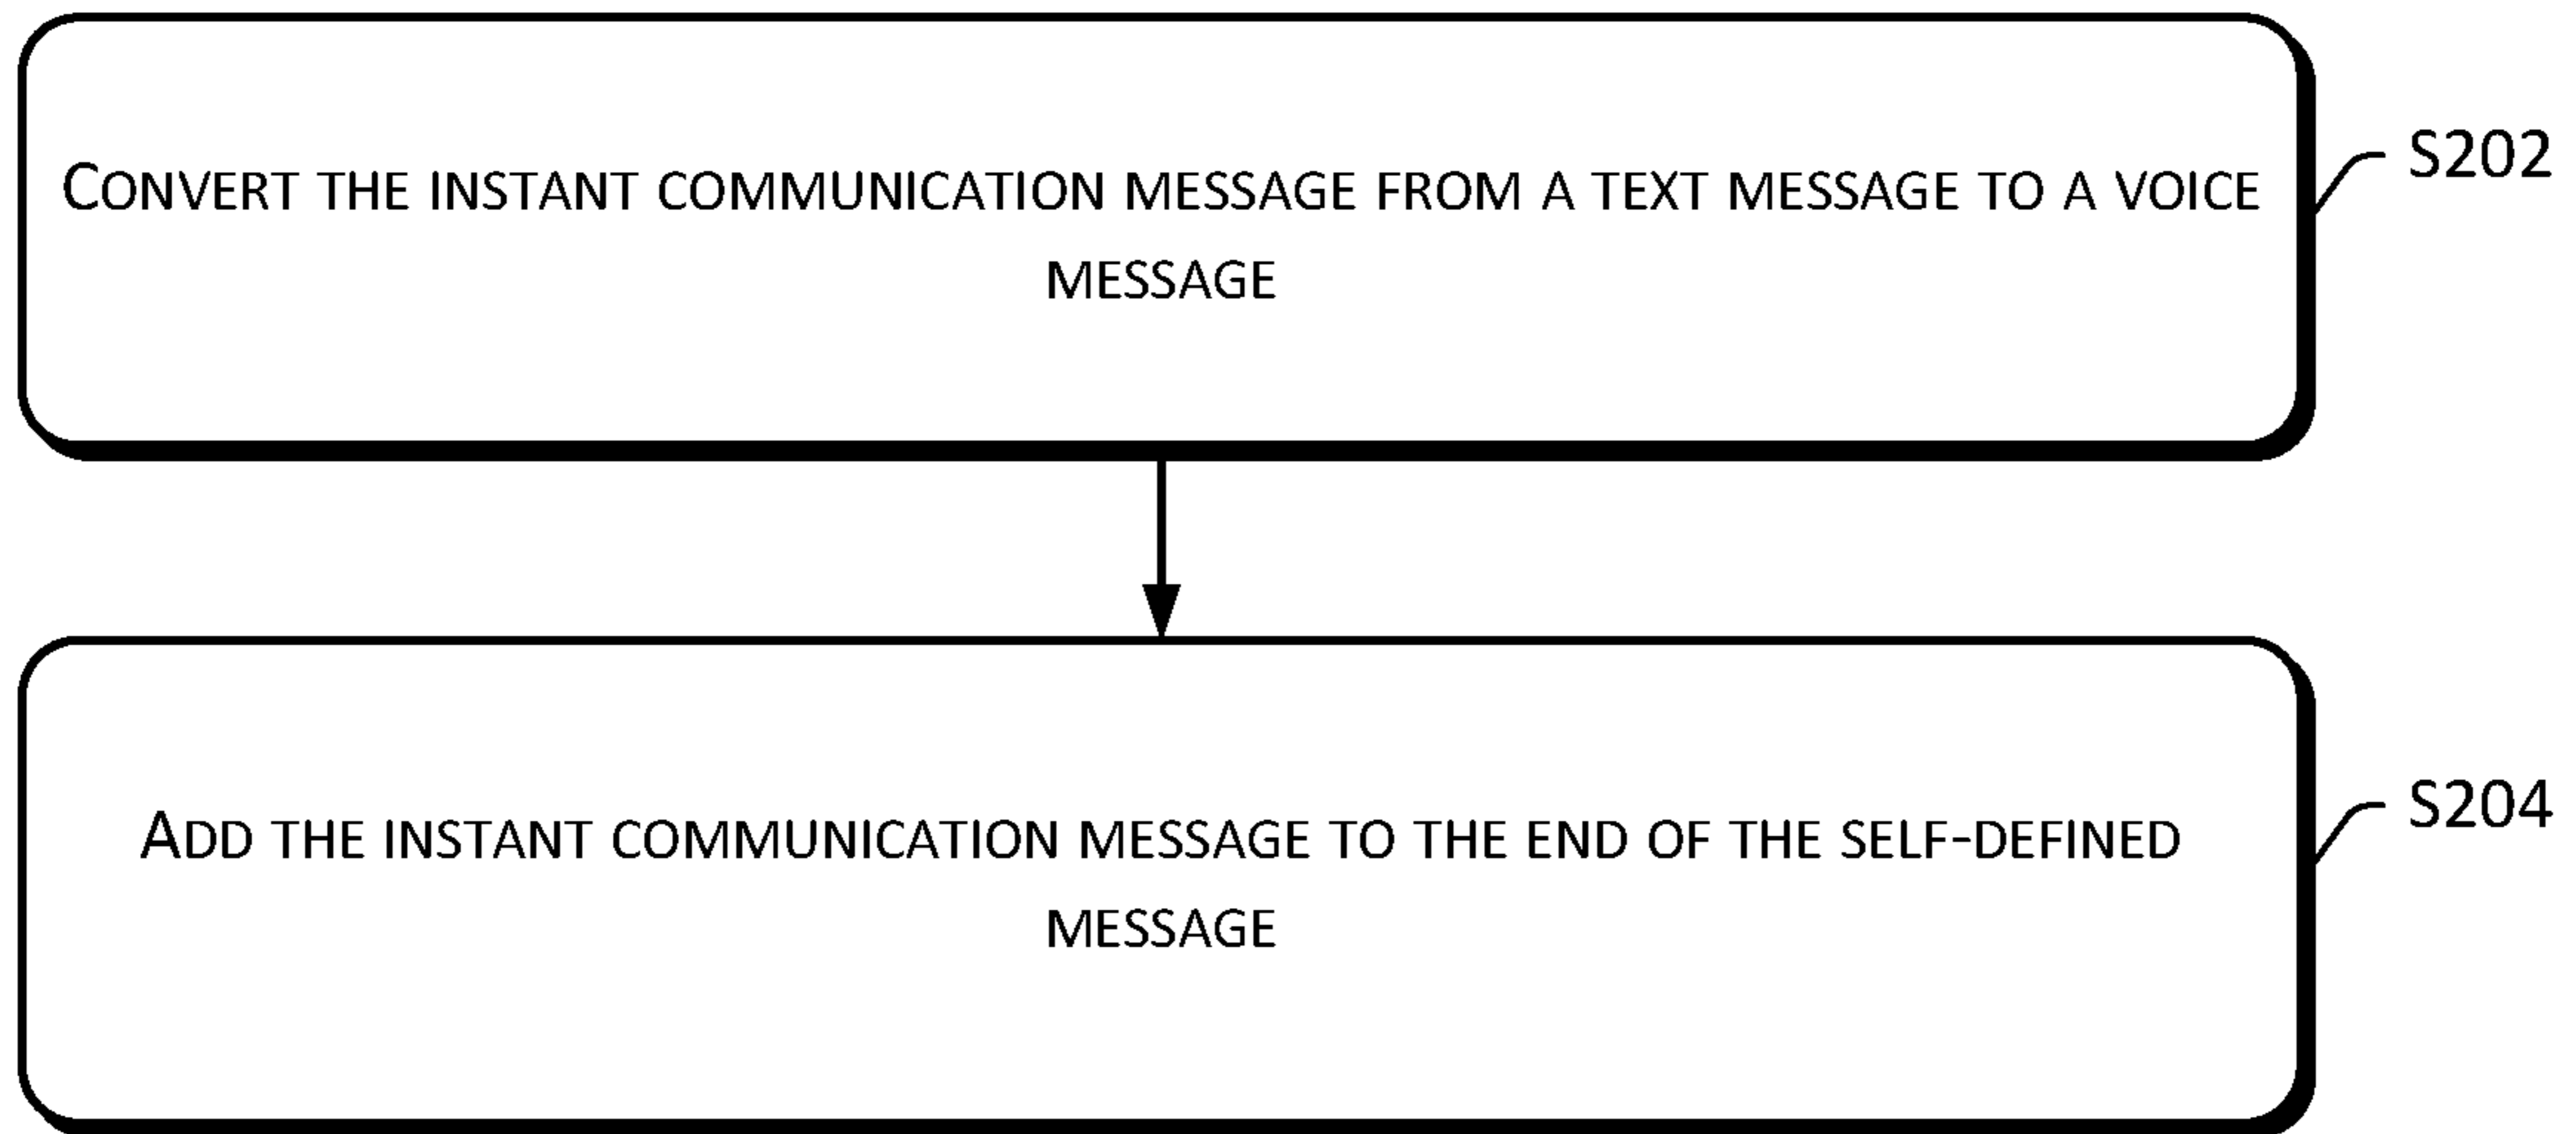 CONVERT THE INSTANT COMMUNICATION MESSAGE FROM A TEXT MESSAGE TO A VOICE
MESSAGE
S202
ADD THE INSTANT COMMUNICATION MESSAGE TO THE END OF THE SELF-DEFINED
MESSAGE
S204